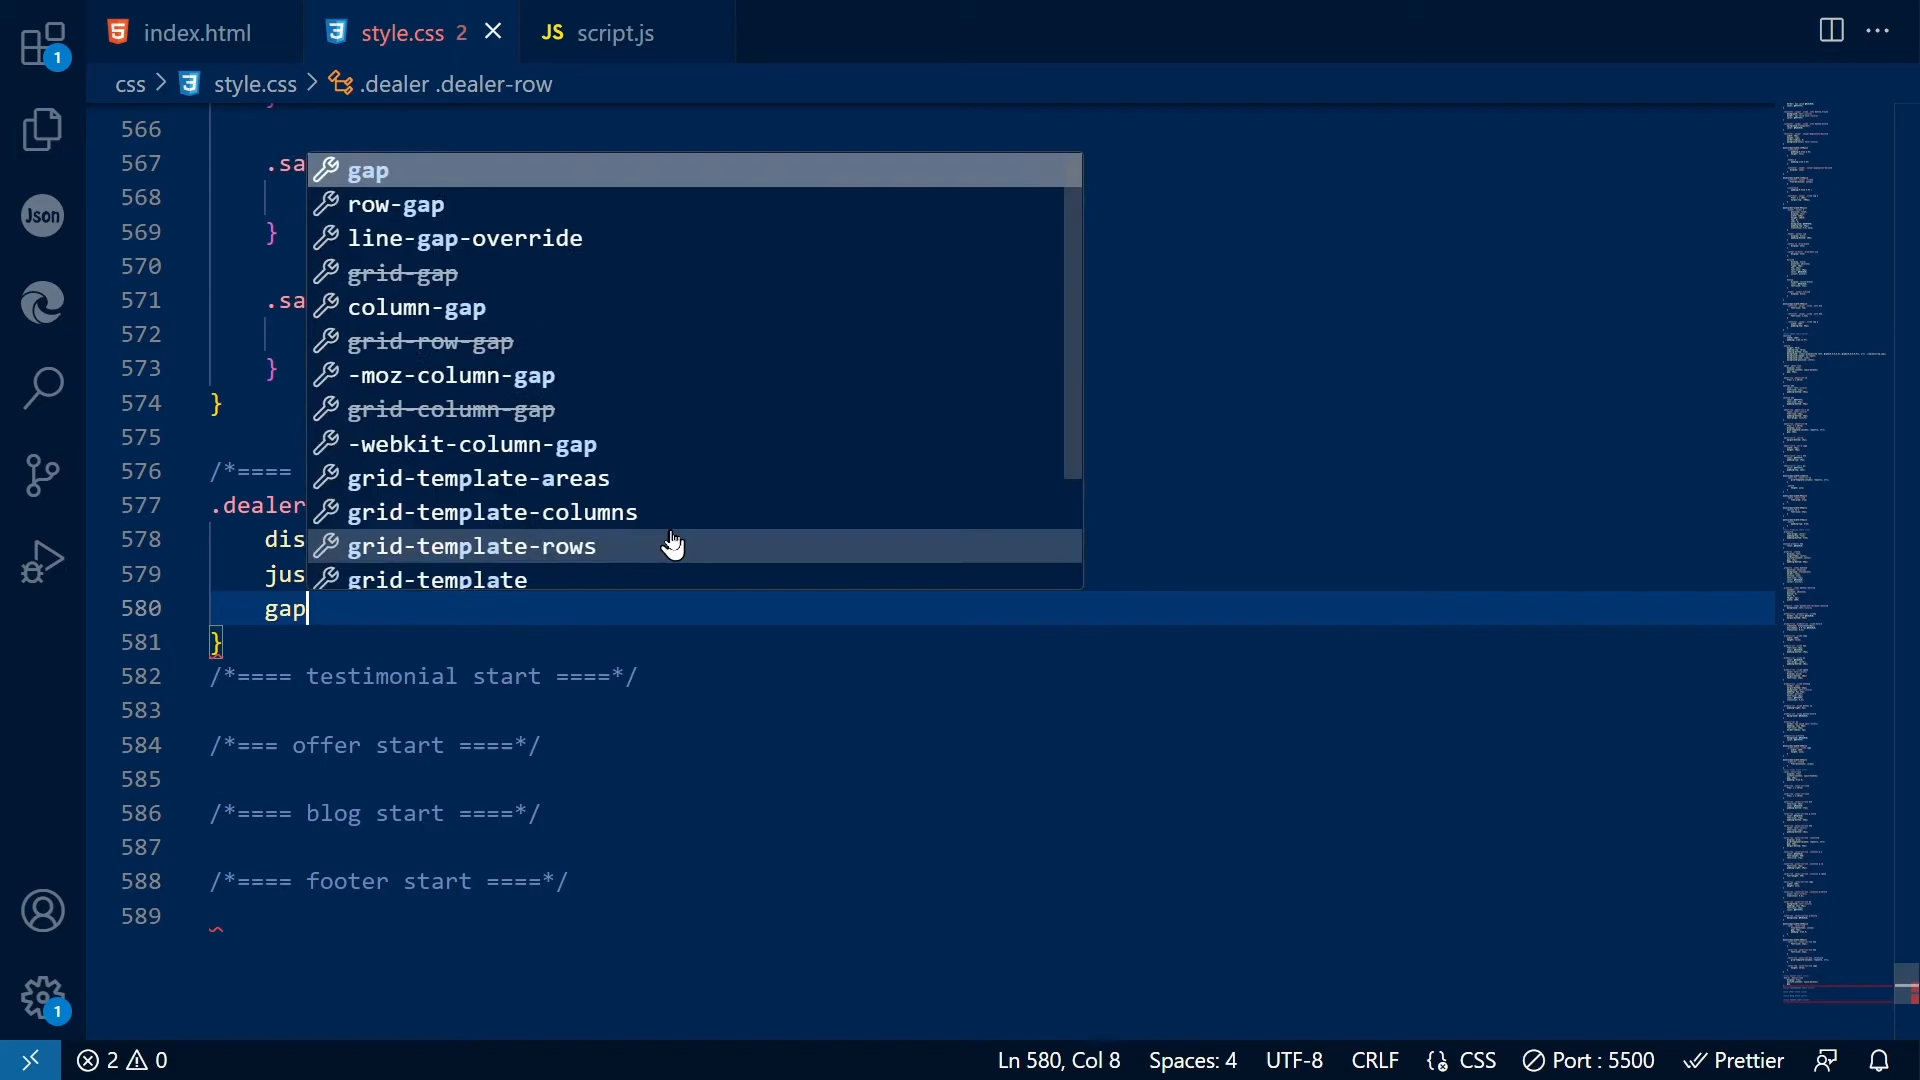 index.html
style.css 2
JS script.js
1
css > style.css > .dealer .dealer-row
Json
566
567 .sa
568
569 }
570
571 .sa
572
573 }
574 }
575
576 /*====
577 .dealer
578 dis
579 jus
580 gap
581 }
582 /*==== testimonial start ====*/
583
584 /*=== offer start ====*/
585
586 /*==== blog start ====*/
587
588 /*==== footer start ====*/
589
gap
row-gap
line-gap-override
grid-gap
column-gap
grid-row-gap
-moz-column-gap
grid-column-gap
-webkit-column-gap
grid-template-areas
grid-template-columns
grid-template-rows
grid-template
1
2 0
Ln 580, Col 8
Spaces: 4
UTF-8
CRLF
{} CSS
Port : 5500
Prettier